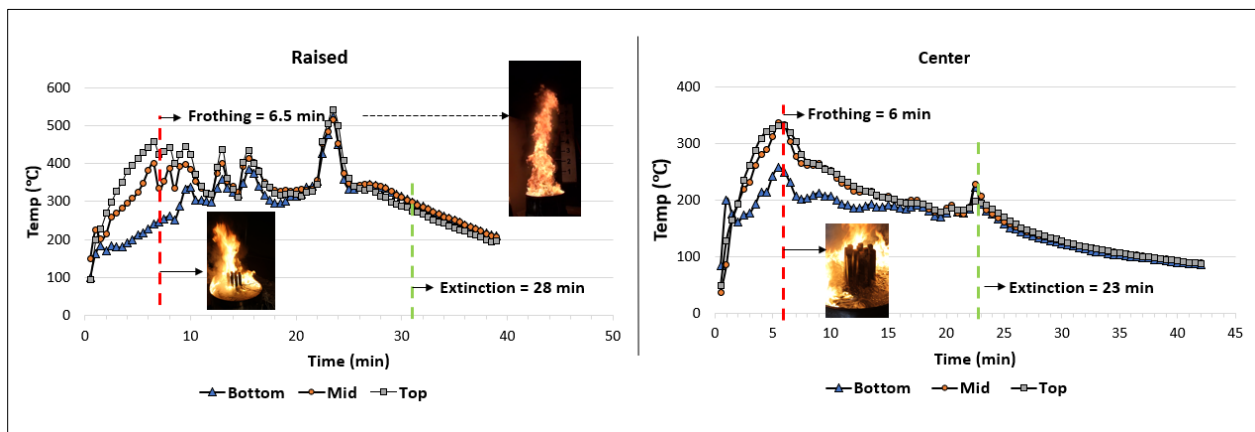 Raised
Temp (°C)
600
500
400
300
200
100
0
Frothing = 6.5 min
Extinction = 28 min
0 10 20 30 40 50
Time (min)
Bottom Mid Top
Center
Temp (°C)
400
300
200
100
0
Frothing = 6 min
Extinction = 23 min
0 5 10 15 20 25 30 35 40 45
Time (min)
Bottom Mid Top